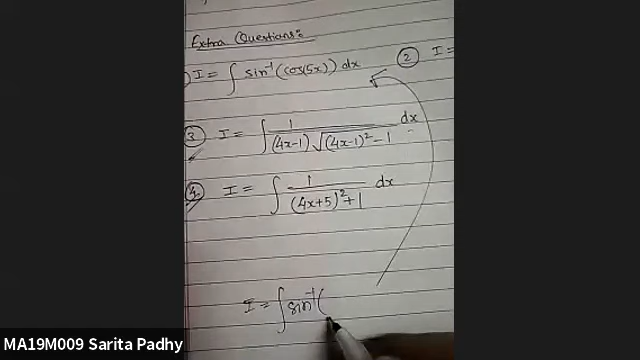 Extra Questions:
I = ∫ sin⁻¹(cos(5x)) dx ② I =
③ I = ∫ 1/((4x-1)√((4x-1)²-1)) dx
④ I = ∫ 1/((4x+5)²+1) dx
I = ∫ sin⁻¹(
MA19M009 Sarita Padhy